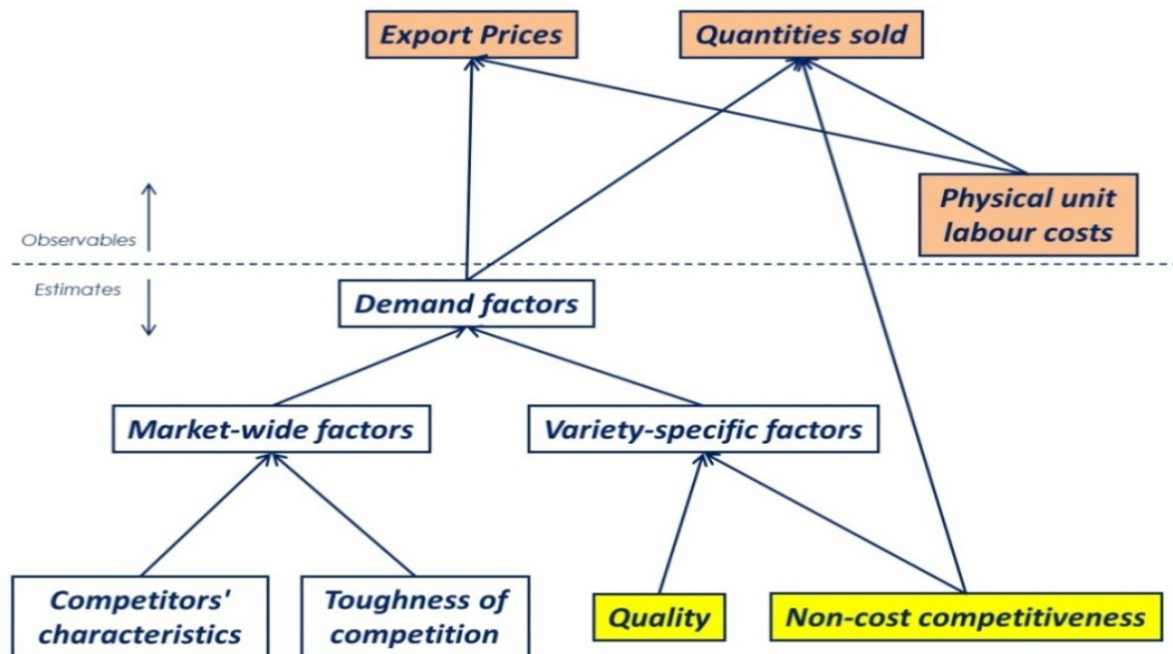 Export Prices
Quantities sold
Physical unit
labour costs
Observables
Estimates
Demand factors
Market-wide factors
Variety-specific factors
Competitors'
characteristics
Toughness of
competition
Quality
Non-cost competitiveness